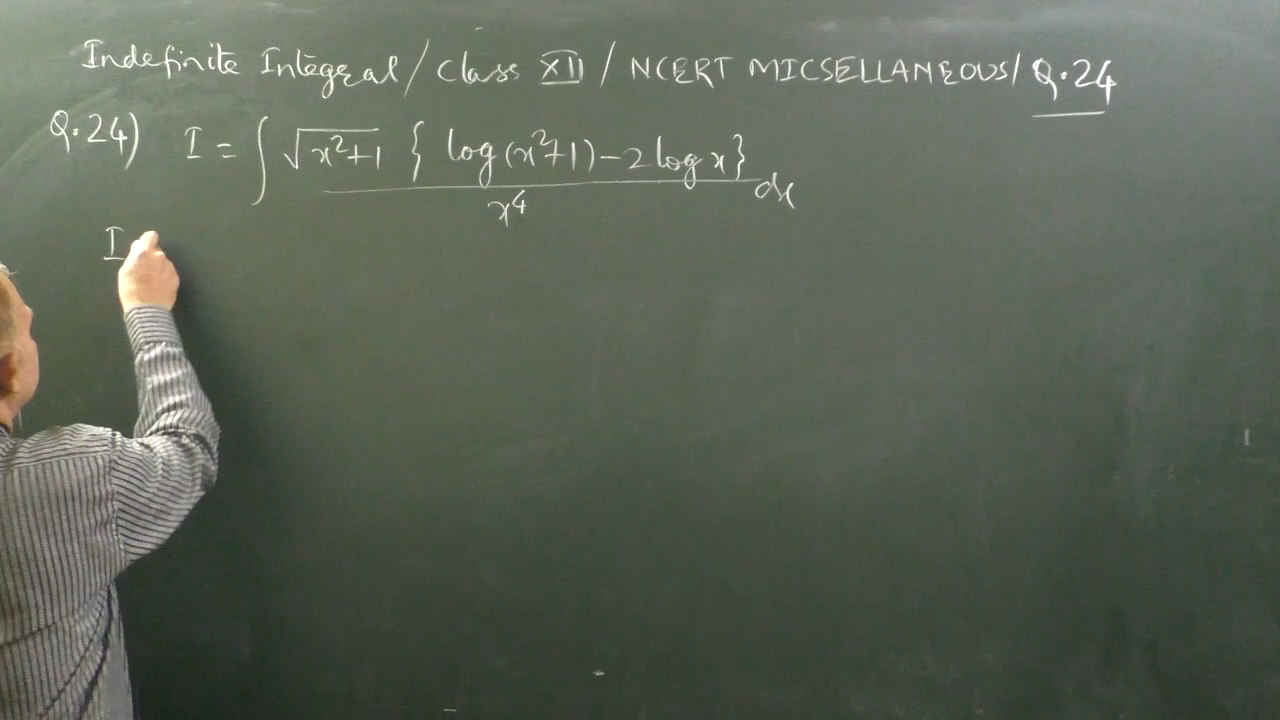 Indefinite Integral / Class XII / NCERT MICSELLANEOUS / Q.24
Q.24) I = ∫ √(x²+1) { log(x²+1) - 2 log x } / x⁴ dx
I